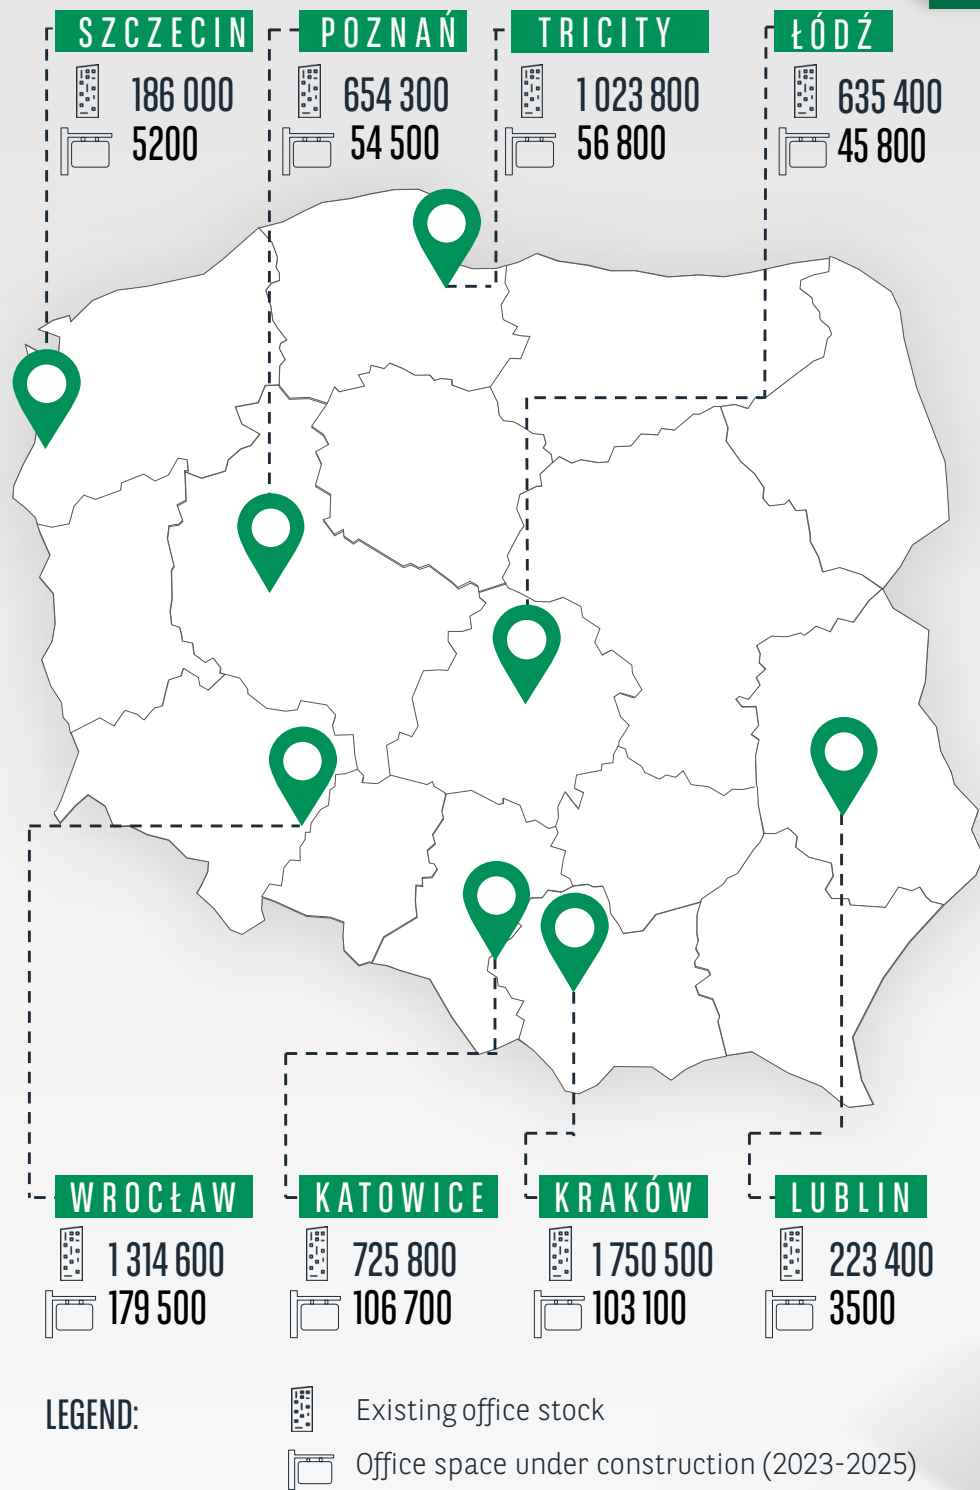 SZCZECIN
186 000
5200
POZNAŃ
654 300
54 500
TRICITY
1 023 800
56 800
ŁÓDŹ
635 400
45 800
WROCŁAW
1 314 600
179 500
KATOWICE
725 800
106 700
KRAKÓW
1 750 500
103 100
LUBLIN
223 400
3500
LEGEND:
Existing office stock
Office space under construction (2023-2025)